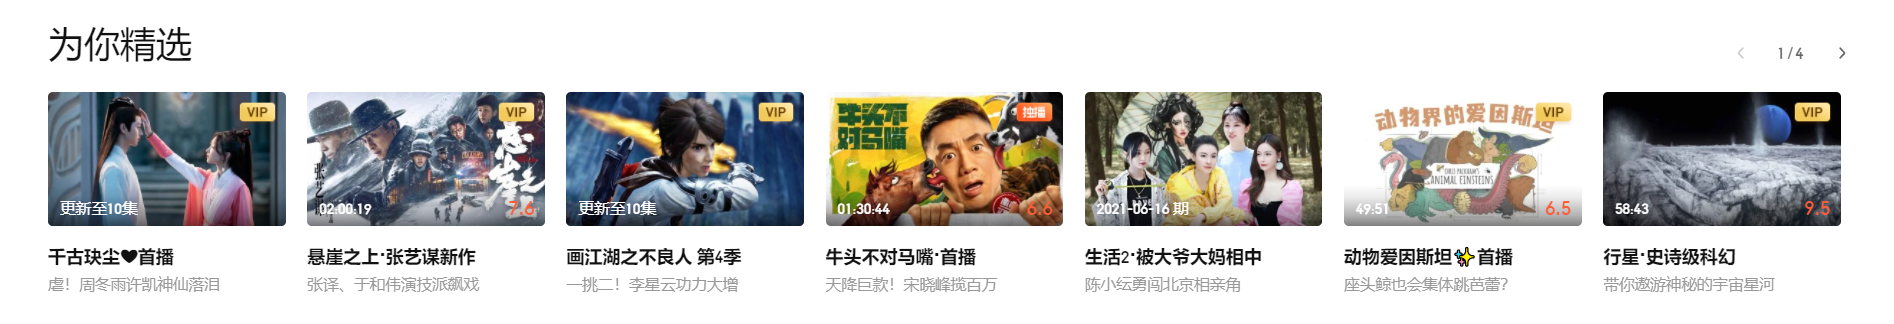 为你精选
1 / 4
VIP
更新至10集
千古玦尘❤首播
虐！周冬雨许凯神仙落泪
VIP
悬崖之上
张艺谋
02:00:19
7.6
悬崖之上·张艺谋新作
张译、于和伟演技派飙戏
VIP
更新至10集
画江湖之不良人 第4季
一挑二！李星云功力大增
牛头不
对马嘴
独播
01:30:44
6.6
牛头不对马嘴·首播
天降巨款！宋晓峰揽百万
2021-06-16 期
生活2·被大爷大妈相中
陈小纭勇闯北京相亲角
动物界的爱因斯坦
VIP
CHRIS PACKHAM'S
ANIMAL EINSTEINS
49:51
6.5
动物爱因斯坦✨首播
座头鲸也会集体跳芭蕾？
VIP
58:43
9.5
行星·史诗级科幻
带你遨游神秘的宇宙星河